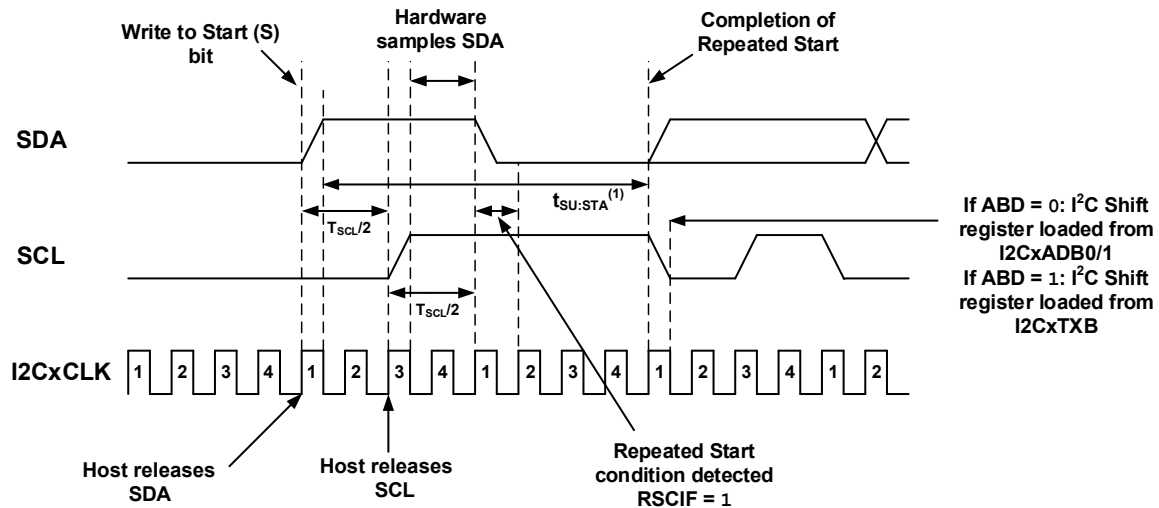 Write to Start (S)
bit
Hardware
samples SDA
Completion of
Repeated Start
SDA
tSU:STA(1)
TSCL/2
If ABD = 0: I2C Shift
register loaded from
I2CxADB0/1
If ABD = 1: I2C Shift
register loaded from
I2CxTXB
SCL
TSCL/2
I2CxCLK
1 2 3 4 1 2 3 4 1 2 3 4 1 2 3 4 1 2
Host releases
SDA
Host releases
SCL
Repeated Start
condition detected
RSCIF = 1